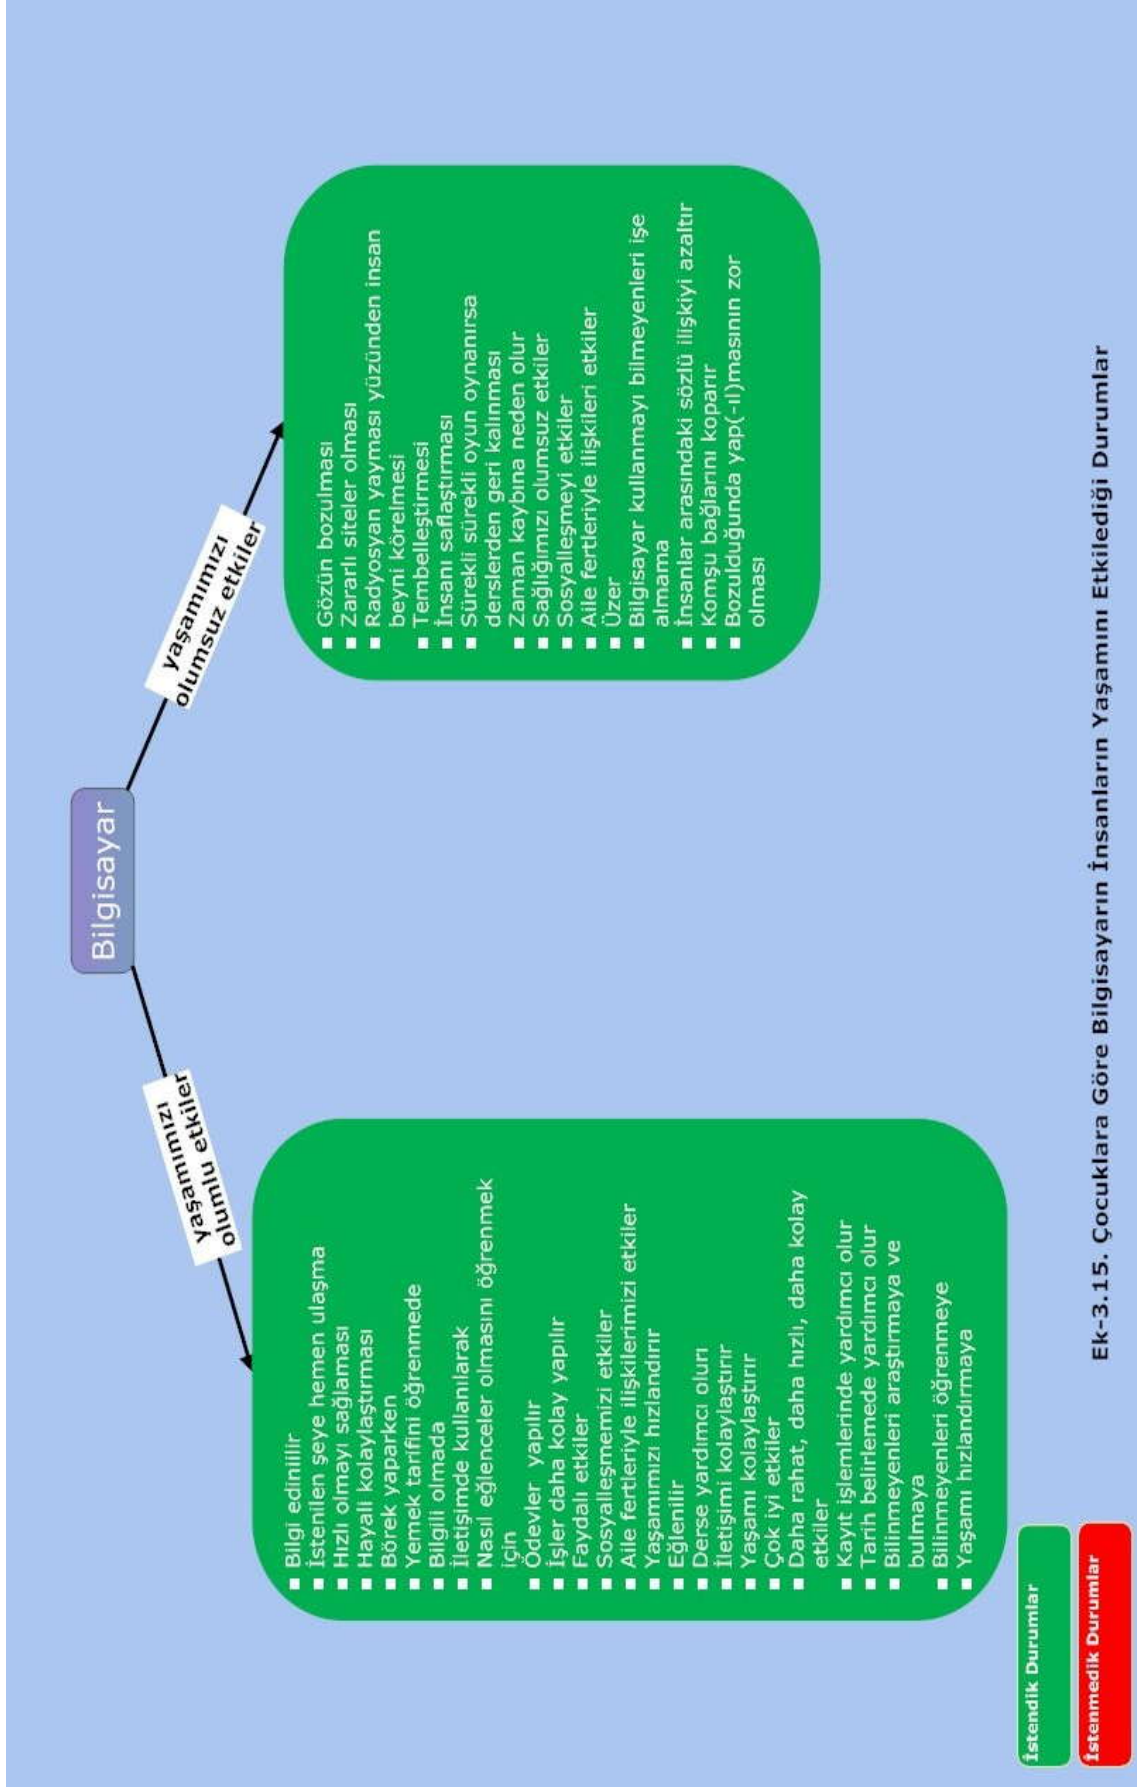 Bilgisayar
yaşamımızı
olumlu etkiler
yaşamımızı
olumsuz etkiler
▪ Bilgi edinilir
▪ İstenilen şeye hemen ulaşma
▪ Hızlı olmayı sağlaması
▪ Hayali kolaylaştırması
▪ Börek yaparken
▪ Yemek tarifini öğrenmede
▪ Bilgili olmada
▪ İletişimde kullanılarak
▪ Nasıl eğlenceler olmasını öğrenmek
için
▪ Ödevler yapılır
▪ İşler daha kolay yapılır
▪ Faydalı etkiler
▪ Sosyalleşmemizi etkiler
▪ Aile fertleriyle ilişkilerimizi etkiler
▪ Yaşamımızı hızlandırır
▪ Eğlenilir
▪ Derse yardımcı olurı
▪ İletişimi kolaylaştırır
▪ Yaşamı kolaylaştırır
▪ Çok iyi etkiler
▪ Daha rahat, daha hızlı, daha kolay
etkiler
▪ Kayıt işlemlerinde yardımcı olur
▪ Tarih belirlemede yardımcı olur
▪ Bilinmeyenleri araştırmaya ve
bulmaya
▪ Bilinmeyenleri öğrenmeye
▪ Yaşamı hızlandırmaya
▪ Gözün bozulması
▪ Zararlı siteler olması
▪ Radyosyan yayması yüzünden insan
beyni körelmesi
▪ Tembelleştirmesi
▪ İnsanı saflaştırması
▪ Sürekli sürekli oyun oynanırsa
derslerden geri kalınması
▪ Zaman kaybına neden olur
▪ Sağlığımızı olumsuz etkiler
▪ Sosyalleşmeyi etkiler
▪ Aile fertleriyle ilişkileri etkiler
▪ Üzer
▪ Bilgisayar kullanmayı bilmeyenleri işe
almama
▪ İnsanlar arasındaki sözlü ilişkiyi azaltır
▪ Komşu bağlarını koparır
▪ Bozulduğunda yap(-ıl)masının zor
olması
İstendik Durumlar
İstenmedik Durumlar
Ek-3.15. Çocuklara Göre Bilgisayarın İnsanların Yaşamını Etkilediği Durumlar